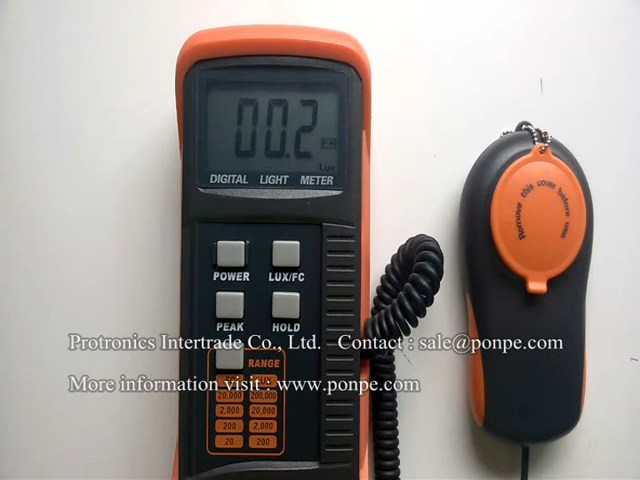 00.2
P-H
Lux
DIGITAL LIGHT METER
POWER LUX/FC
PEAK HOLD
RANGE
20,000 200,000
2,000 20,000
200 2,000
20 200
Remove this cover before use.
Protronics Intertrade Co., Ltd. Contact : sale@ponpe.com
More information visit : www.ponpe.com